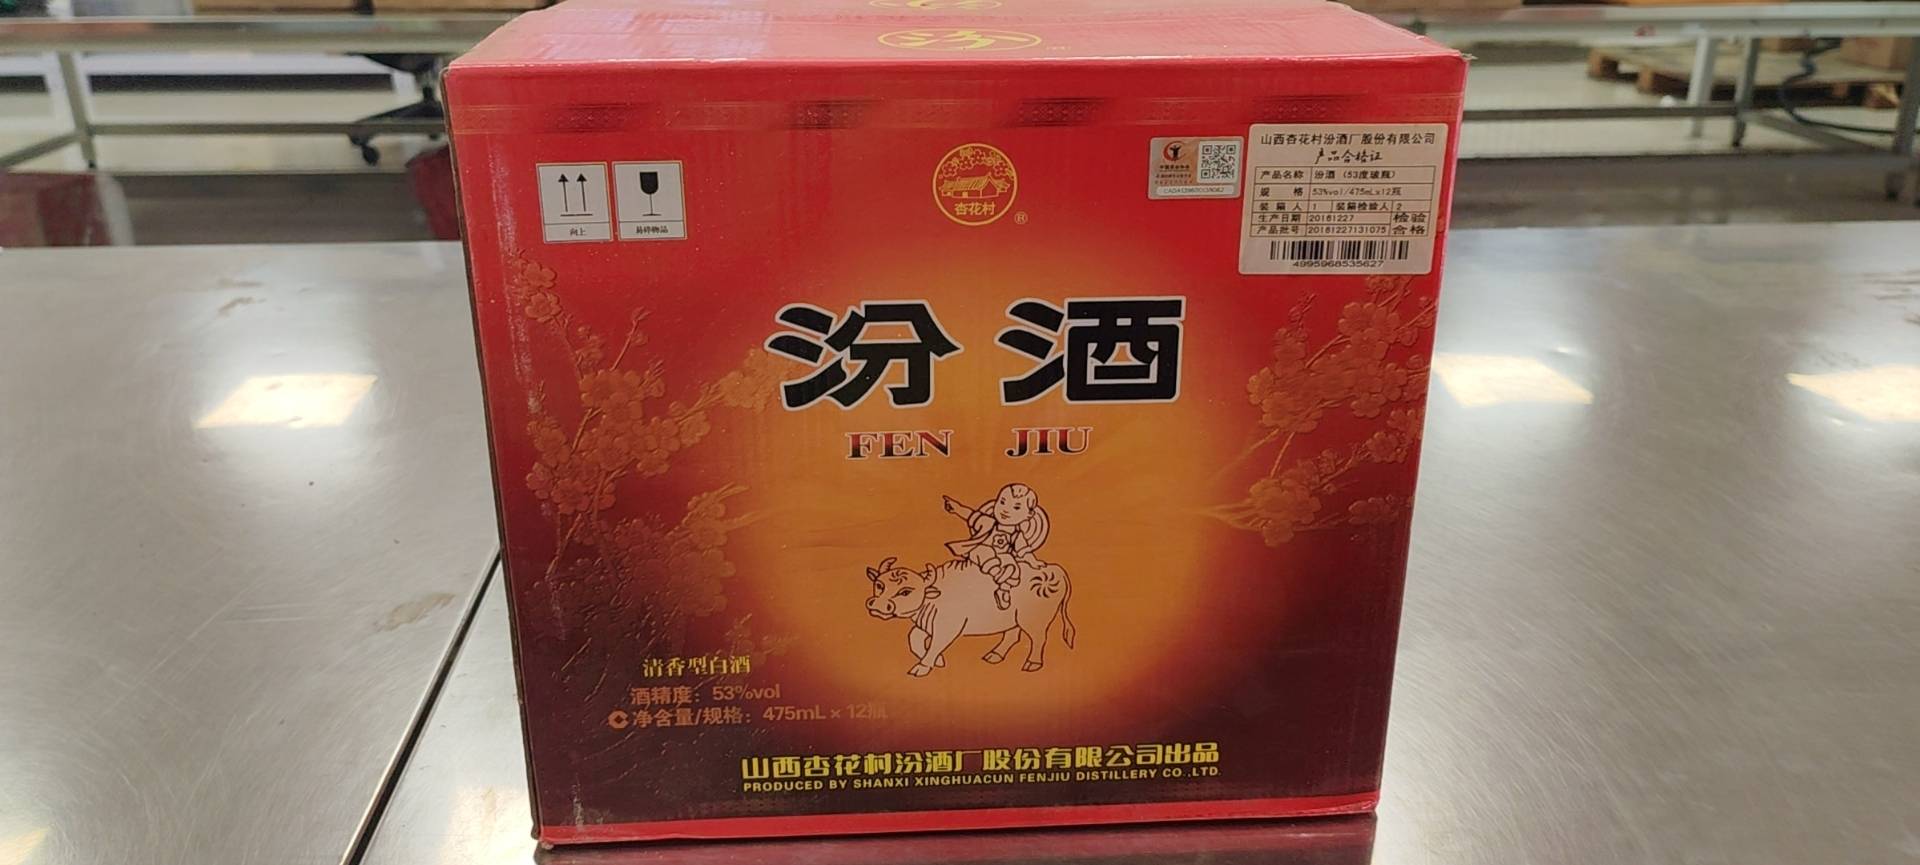 汾
杏花村
®
向上
易碎物品
山西杏花村汾酒厂股份有限公司
产品合格证
产品名称 汾酒（53度玻瓶）
规 格 53%vol/475mLx12瓶
装箱人 1 装箱检验人 2
生产日期 20181227 检验
产品批号 20181227131075 合格
4995968535627
汾酒
FEN JIU
清香型白酒
酒精度：53%vol
净含量/规格：475mL×12瓶
山西杏花村汾酒厂股份有限公司出品
PRODUCED BY SHANXI XINGHUACUN FENJIU DISTILLERY CO.,LTD.